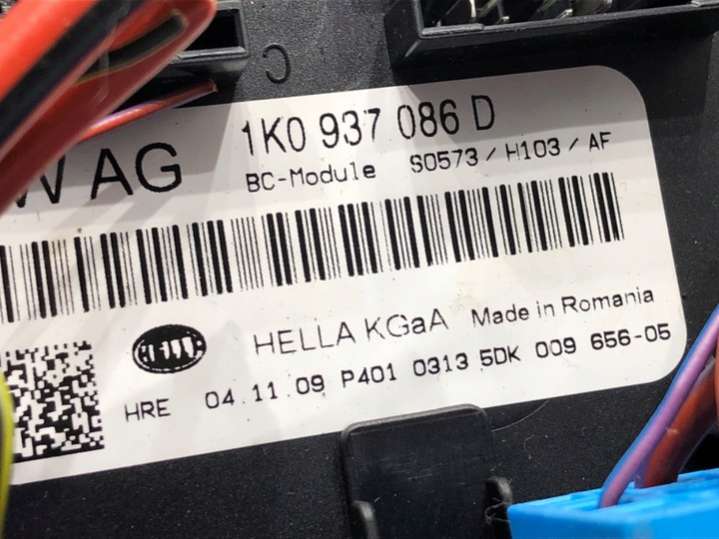 W AG 1K0 937 086 D
BC-Module S0573 / H103 / AF
HELLA KGaA Made in Romania
HRE 04.11.09 P401 0313 5DK 009 656-05